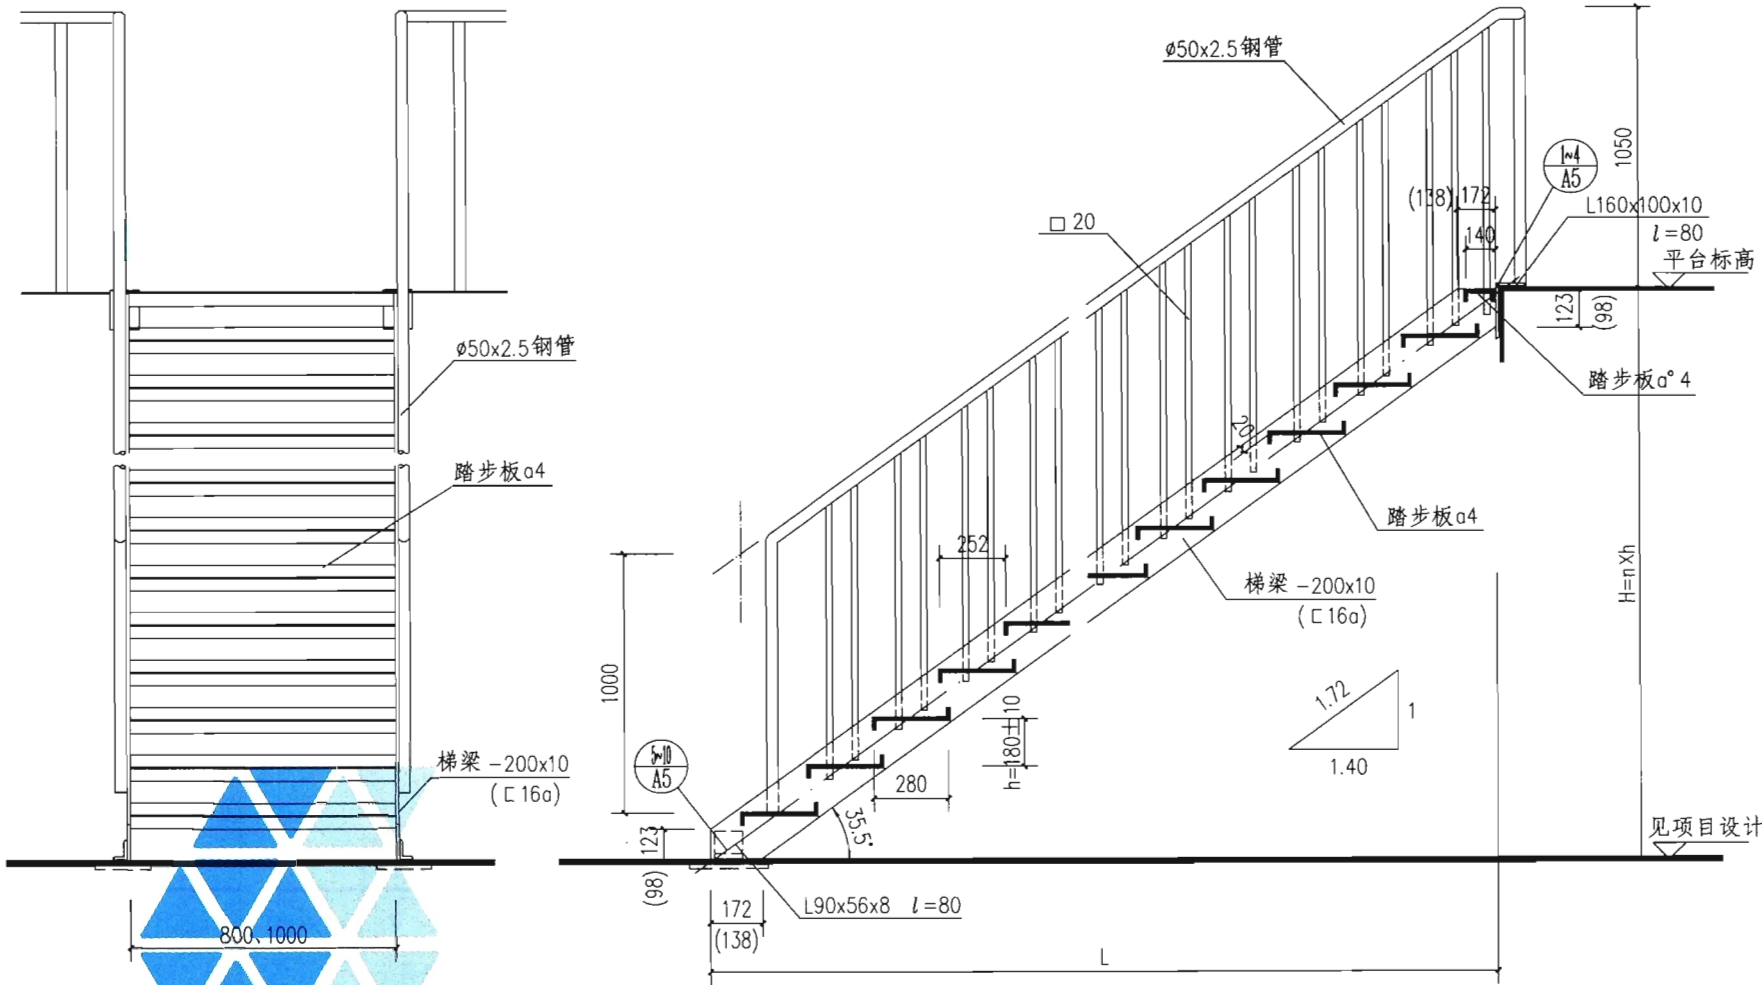 ø50x2.5钢管
踏步板a4
梯梁 -200x10
(⊏16a)
800、1000
ø50x2.5钢管
□ 20
1~4
A5
1050
(138)
172
140
L160x100x10
l=80
平台标高
123
(98)
踏步板a°4
20
踏步板a4
252
梯梁 -200x10
(⊏16a)
H=nXh
1000
h=180±10
1.72
1
1.40
5~10
A5
280
35.5°
123
(98)
见项目设计
172
(138)
L90x56x8 l=80
L